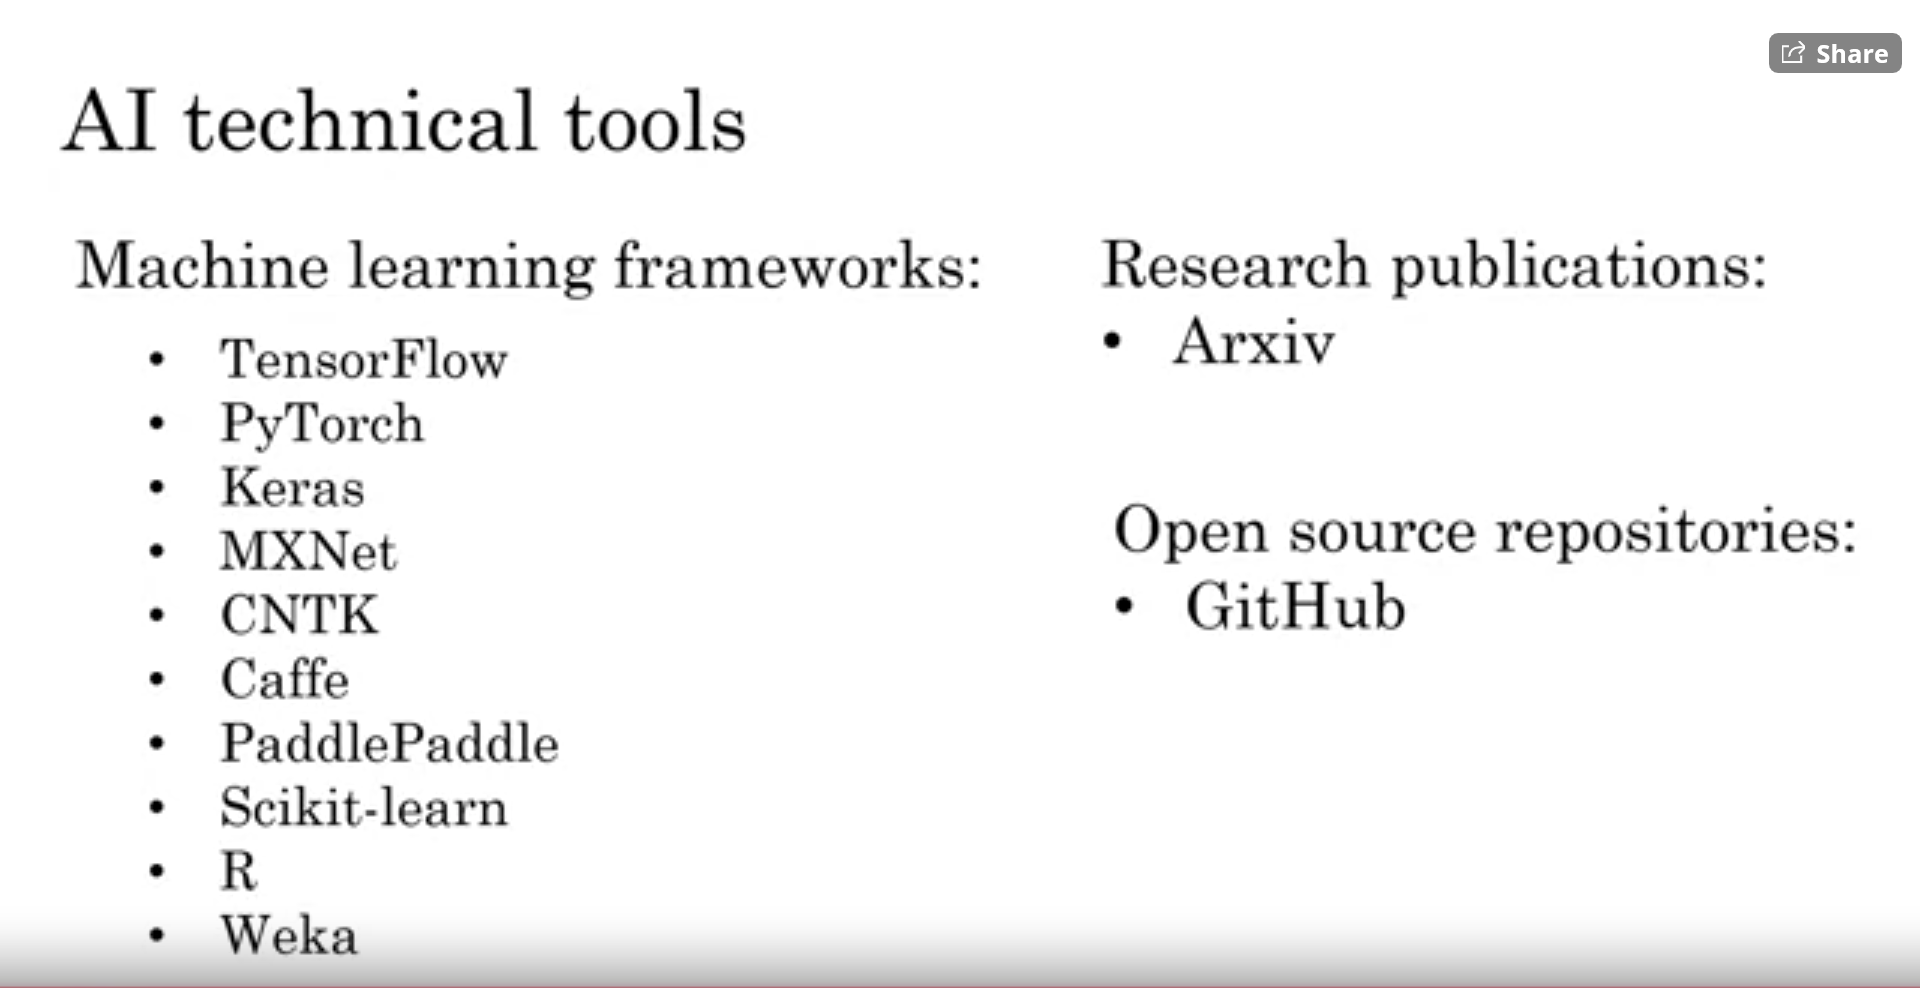 Share
AI technical tools
Machine learning frameworks:
• TensorFlow
• PyTorch
• Keras
• MXNet
• CNTK
• Caffe
• PaddlePaddle
• Scikit-learn
• R
• Weka
Research publications:
• Arxiv
Open source repositories:
• GitHub